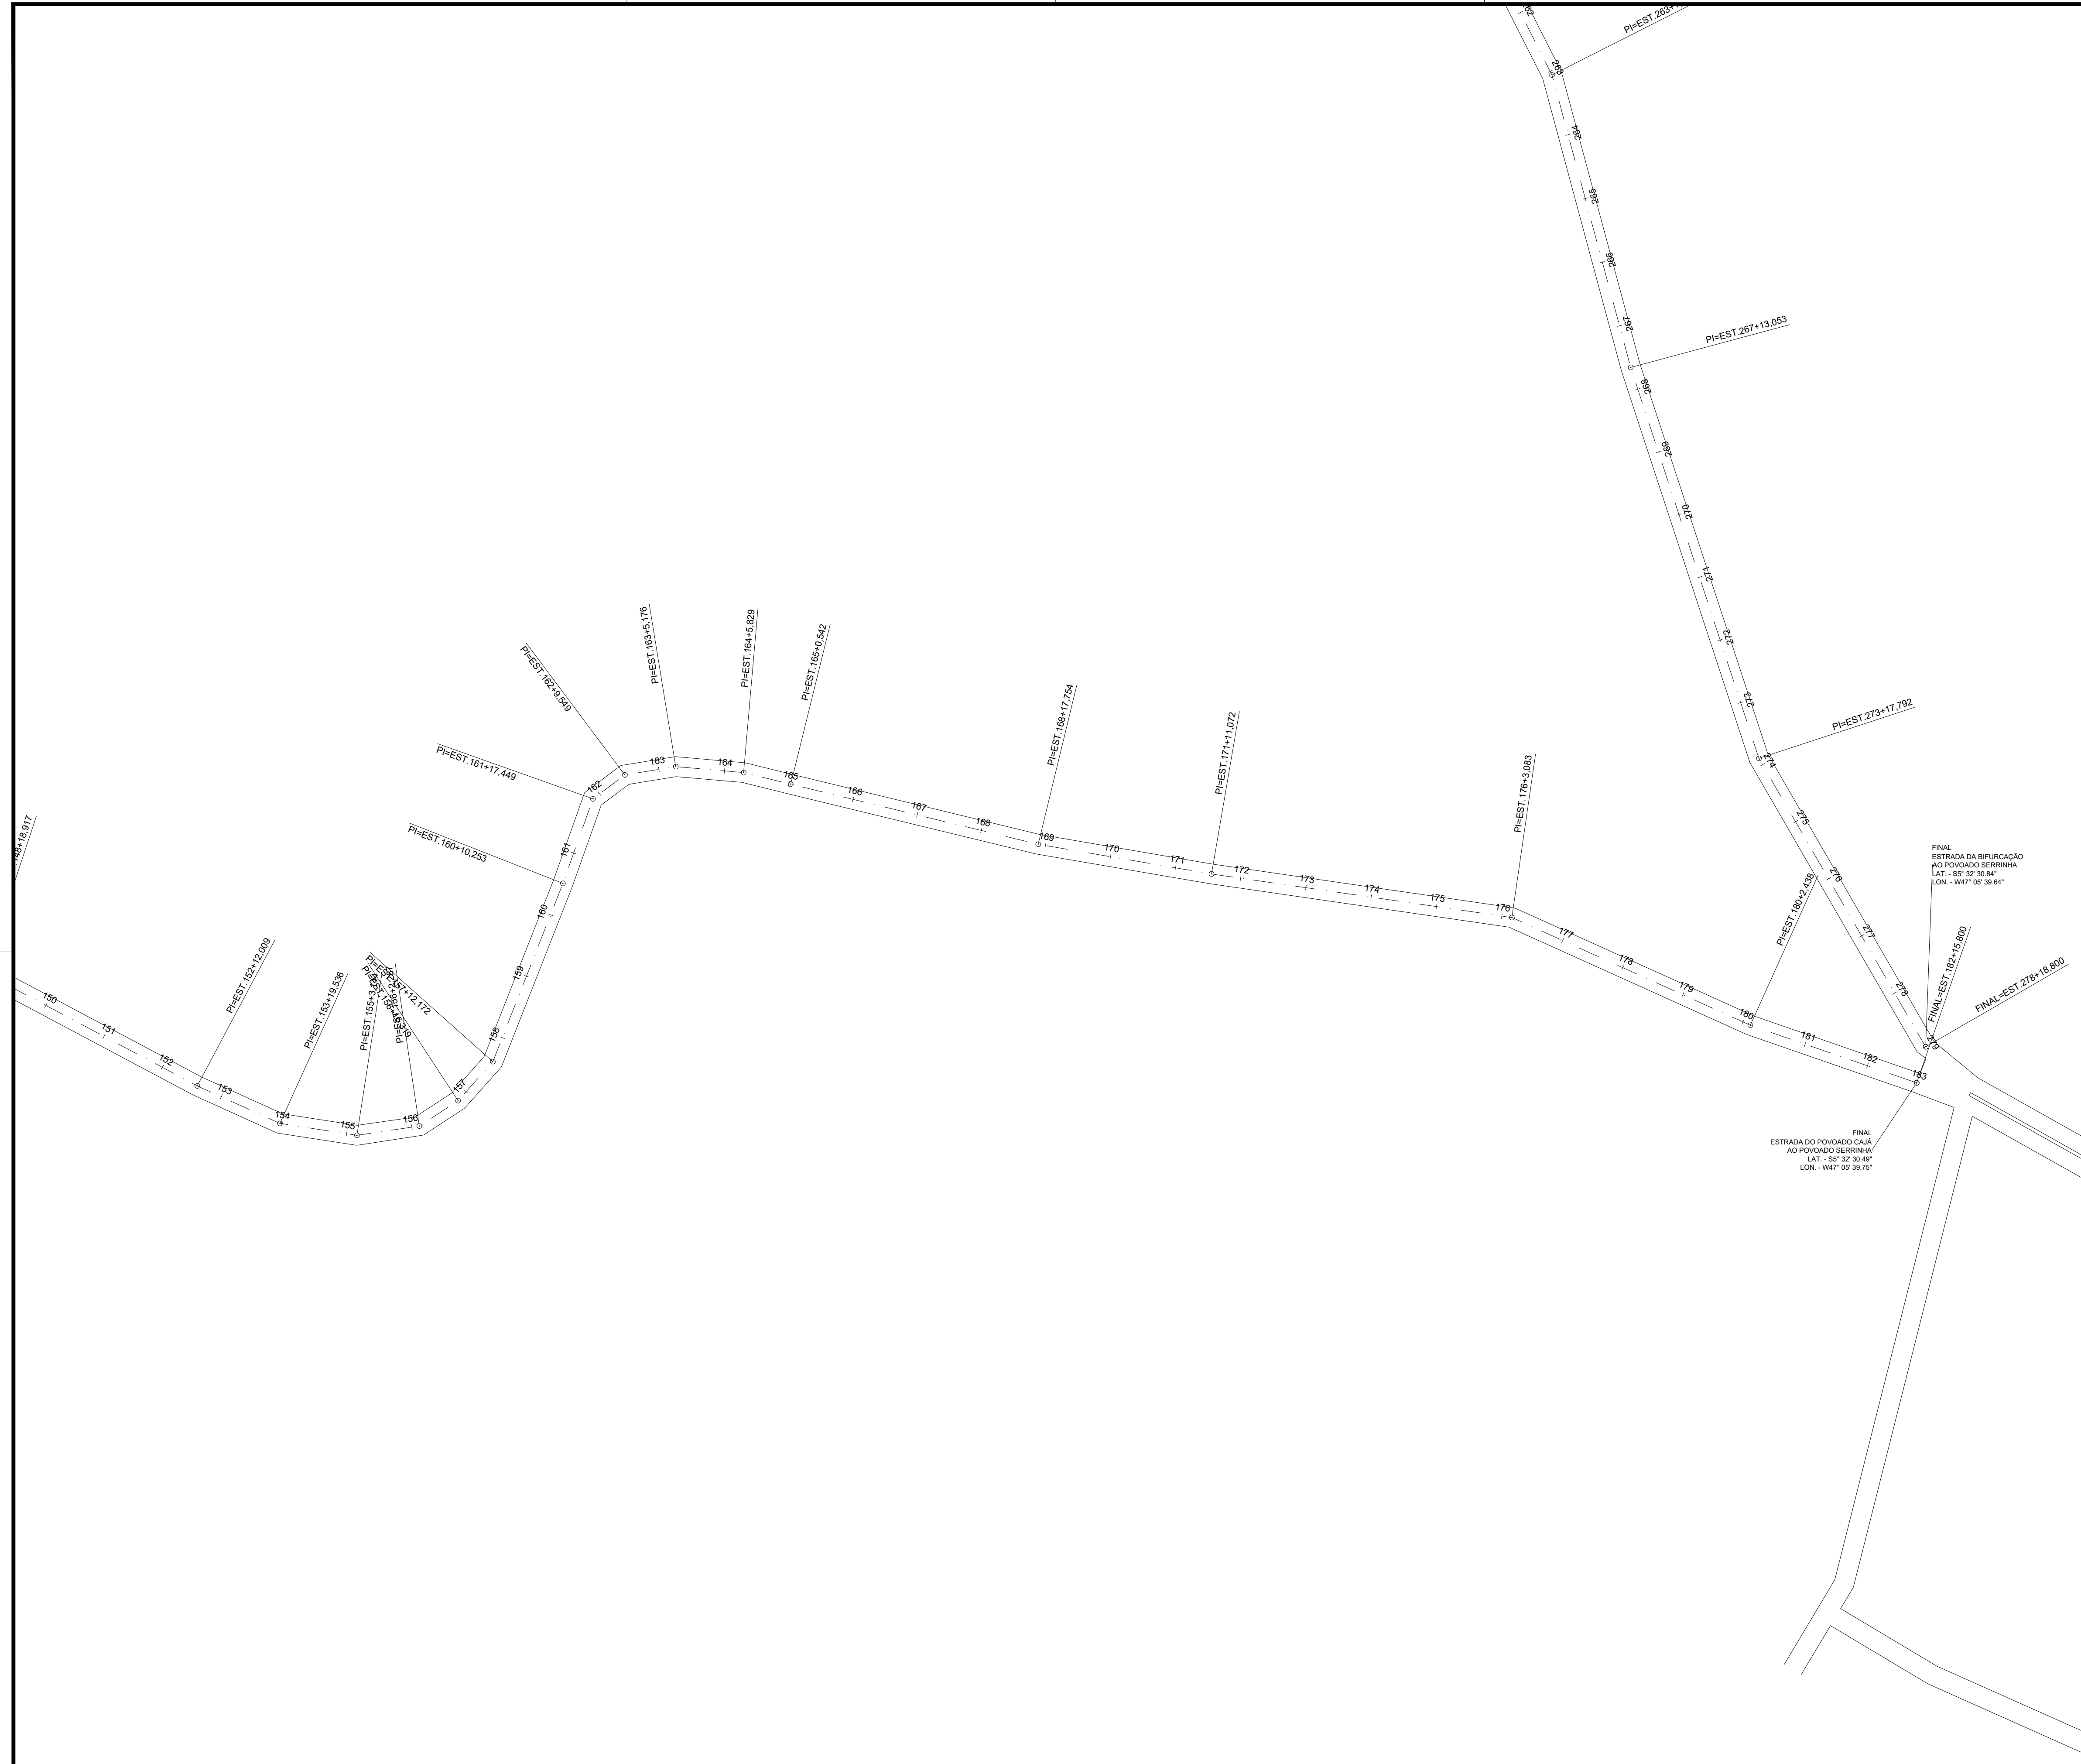 263
264
265
266
267
PI=EST.267+13,053
268
269
270
271
272
273
PI=EST.273+17,792
274
275
276
277
278
279
FINAL=EST.278+18,800
FINAL
ESTRADA DA BIFURCAÇÃO
AO POVOADO SERRINHA
LAT. - S5° 32' 30.84"
LON. - W47° 05' 39.64"
150
151
152
PI=EST.152+12,009
153
PI=EST.153+19,536
154
155
156
PI=EST.157+12,172
157
158
159
160
PI=EST.160+10,253
161
PI=EST.161+17,449
162
PI=EST.162+9,549
163
PI=EST.163+5,176
164
PI=EST.164+5,829
165
PI=EST.165+0,542
166
167
168
PI=EST.168+17,754
169
170
171
PI=EST.171+11,072
172
173
174
175
176
PI=EST.176+3,083
177
178
179
180
PI=EST.180+2,438
181
182
183
FINAL=EST.182+15,800
FINAL
ESTRADA DO POVOADO CAJÁ
AO POVOADO SERRINHA
LAT. - S5° 32' 30.49"
LON. - W47° 05' 39.75"